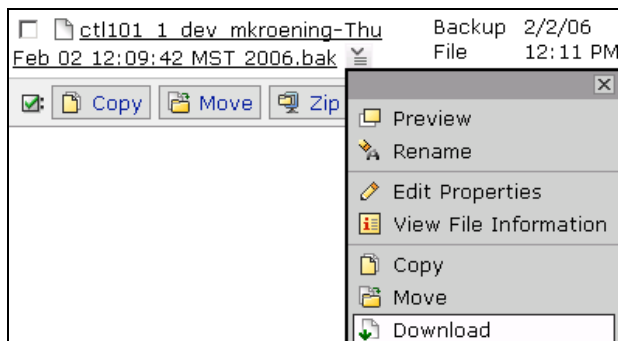 ctl101_1_dev_mkroening-Thu Backup 2/2/06
Feb 02 12:09:42 MST 2006.bak File 12:11 PM
: Copy Move Zip
Preview
Rename
Edit Properties
View File Information
Copy
Move
Download